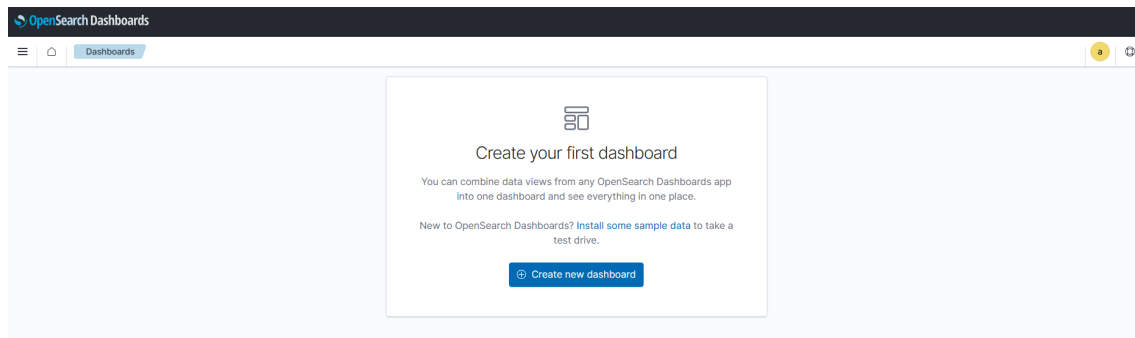 OpenSearch Dashboards
Dashboards
a
Create your first dashboard
You can combine data views from any OpenSearch Dashboards app
into one dashboard and see everything in one place.
New to OpenSearch Dashboards? Install some sample data to take a
test drive.
Create new dashboard